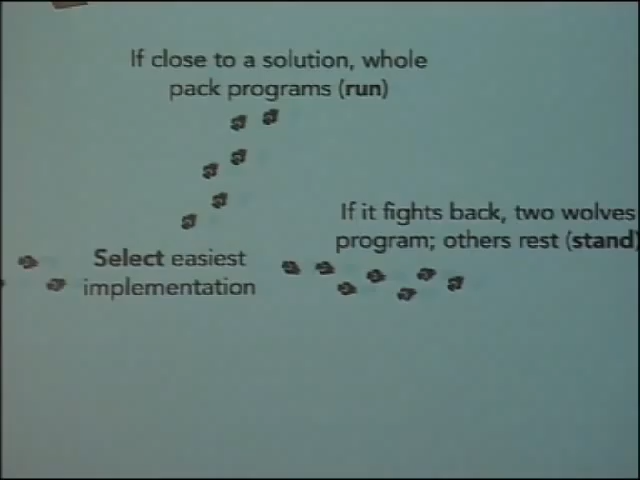 If close to a solution, whole
pack programs (run)
If it fights back, two wolves
program; others rest (stand)
Select easiest
implementation